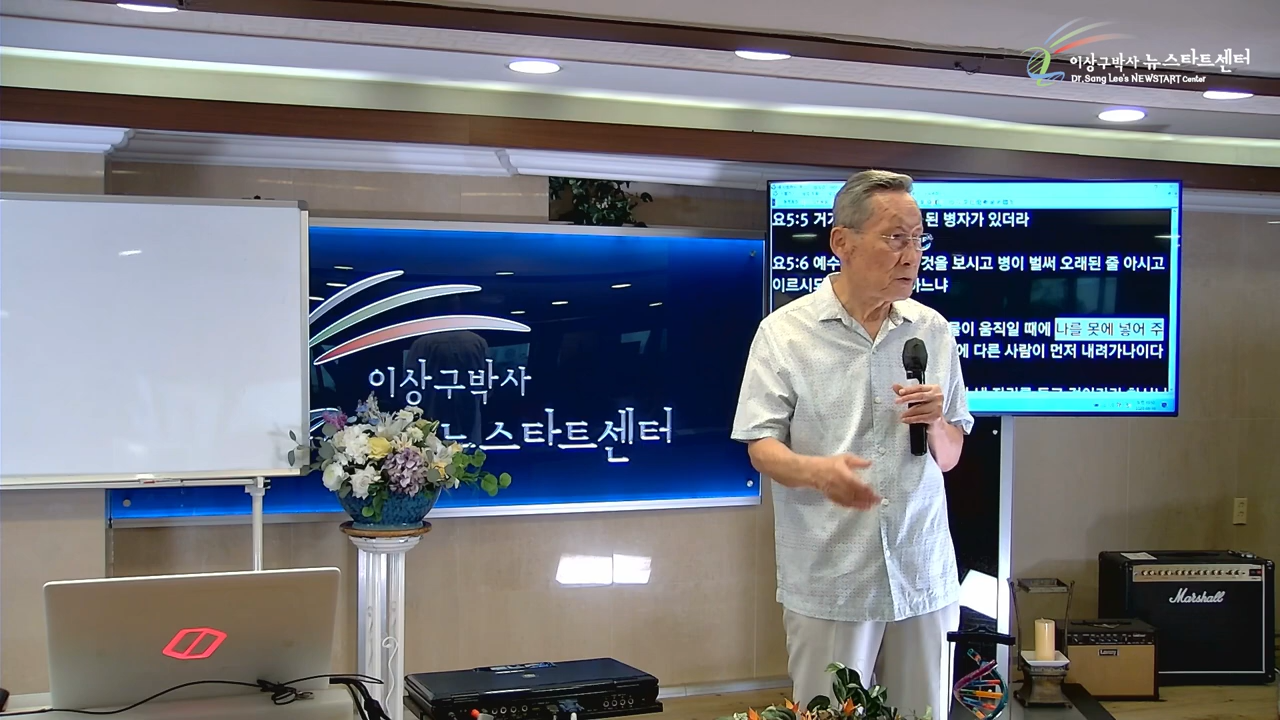 이상구박사 뉴스타트센터
Dr. Sang Lee's NEWSTART Center
요5:5 거 된 병자가 있더라
요5:6 예수 것을 보시고 병이 벌써 오래된 줄 아시고
이르시되 하느냐
물이 움직일 때에 나를 못에 넣어 주
에 다른 사람이 먼저 내려가나이다
이상구박사
뉴스타트센터
Marshall
Laney